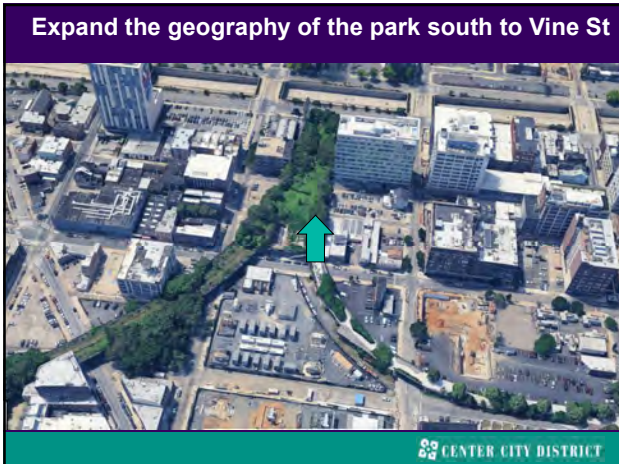 Expand the geography of the park south to Vine St
CENTER CITY DISTRICT